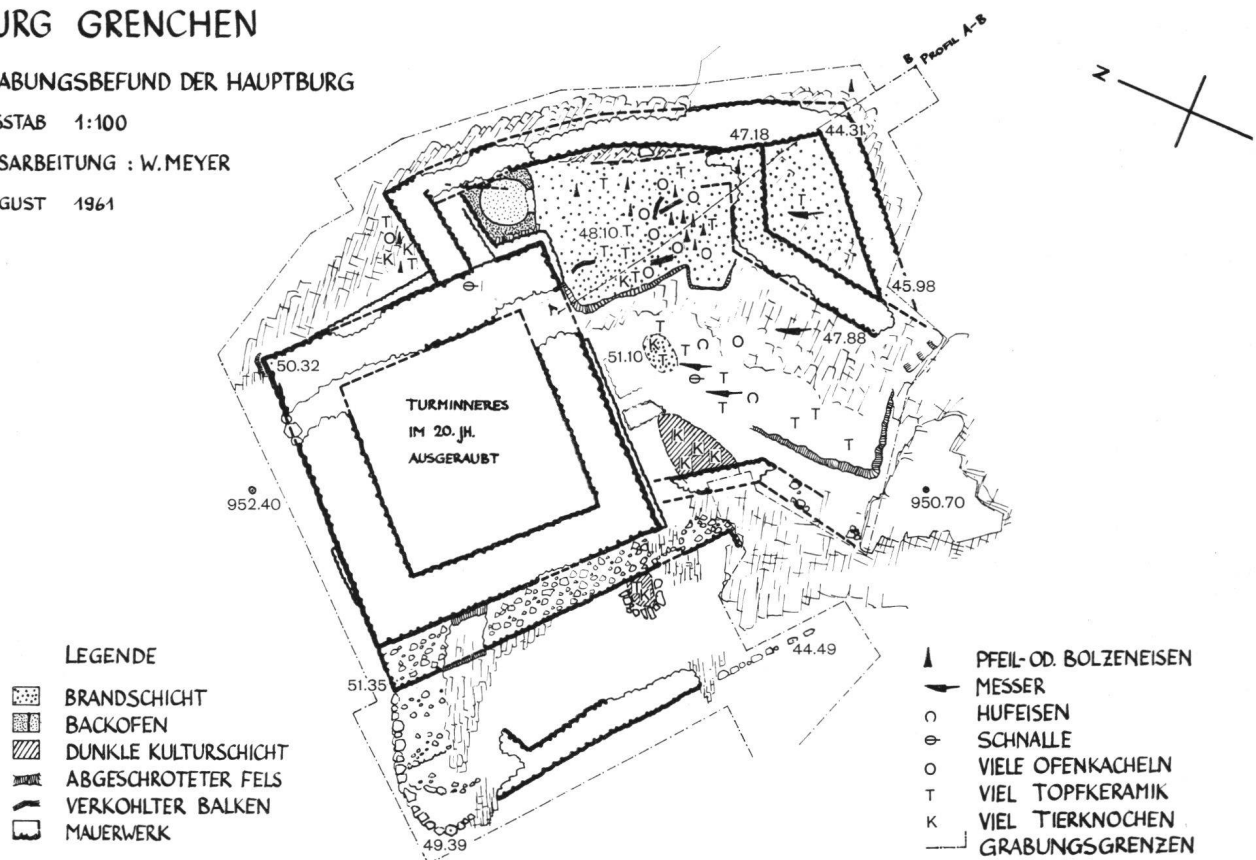 URG GRENCHEN
ABUNGSBEFUND DER HAUPTBURG
SSTAB 1:100
SARBEITUNG : W. MEYER
GUST 1961
B PROFIL A-B
N
47.18
44.31
T
T
T
O
T
O
O
K
T
K
T
48.10
T
O
T
O
T
T
T
O
K
T
O
45.98
47.88
T
K
T
T
O
51.10
T
T
T
T
T
K
K
K
K
K
A
50.32
TURMINNERES
IM 20. JH.
AUSGERAUBT
952.40
950.70
T
K
51.35
44.49
49.39
LEGENDE
BRANDSCHICHT
BACKOFEN
DUNKLE KULTURSCHICHT
ABGESCHROTETER FELS
VERKOHLTER BALKEN
MAUERWERK
PFEIL- OD. BOLZENEISEN
MESSER
HUFEISEN
SCHNALLE
O VIELE OFENKACHELN
T VIEL TOPFKERAMIK
K VIEL TIERKNOCHEN
GRABUNGSGRENZEN